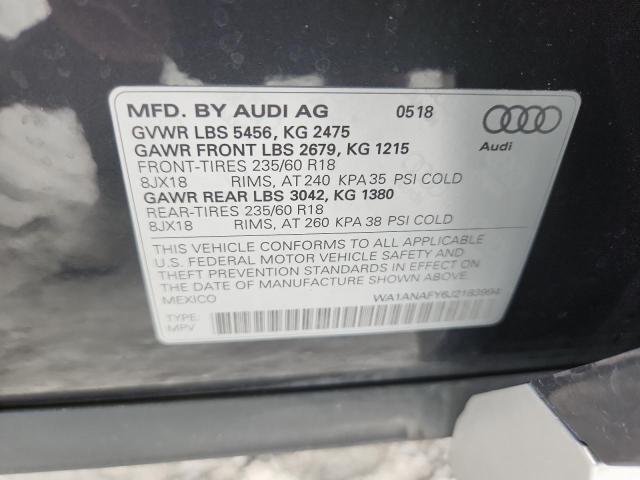 MFD. BY AUDI AG 0518
GVWR LBS 5456, KG 2475
GAWR FRONT LBS 2679, KG 1215
FRONT-TIRES 235/60 R18
8JX18 RIMS, AT 240 KPA 35 PSI COLD
GAWR REAR LBS 3042, KG 1380
REAR-TIRES 235/60 R18
8JX18 RIMS, AT 260 KPA 38 PSI COLD
Audi
THIS VEHICLE CONFORMS TO ALL APPLICABLE
U.S. FEDERAL MOTOR VEHICLE SAFETY AND
THEFT PREVENTION STANDARDS IN EFFECT ON
THE DATE OF MANUFACTURE SHOWN ABOVE.
MEXICO WA1ANAFY6J2183994
TYPE:
MPV